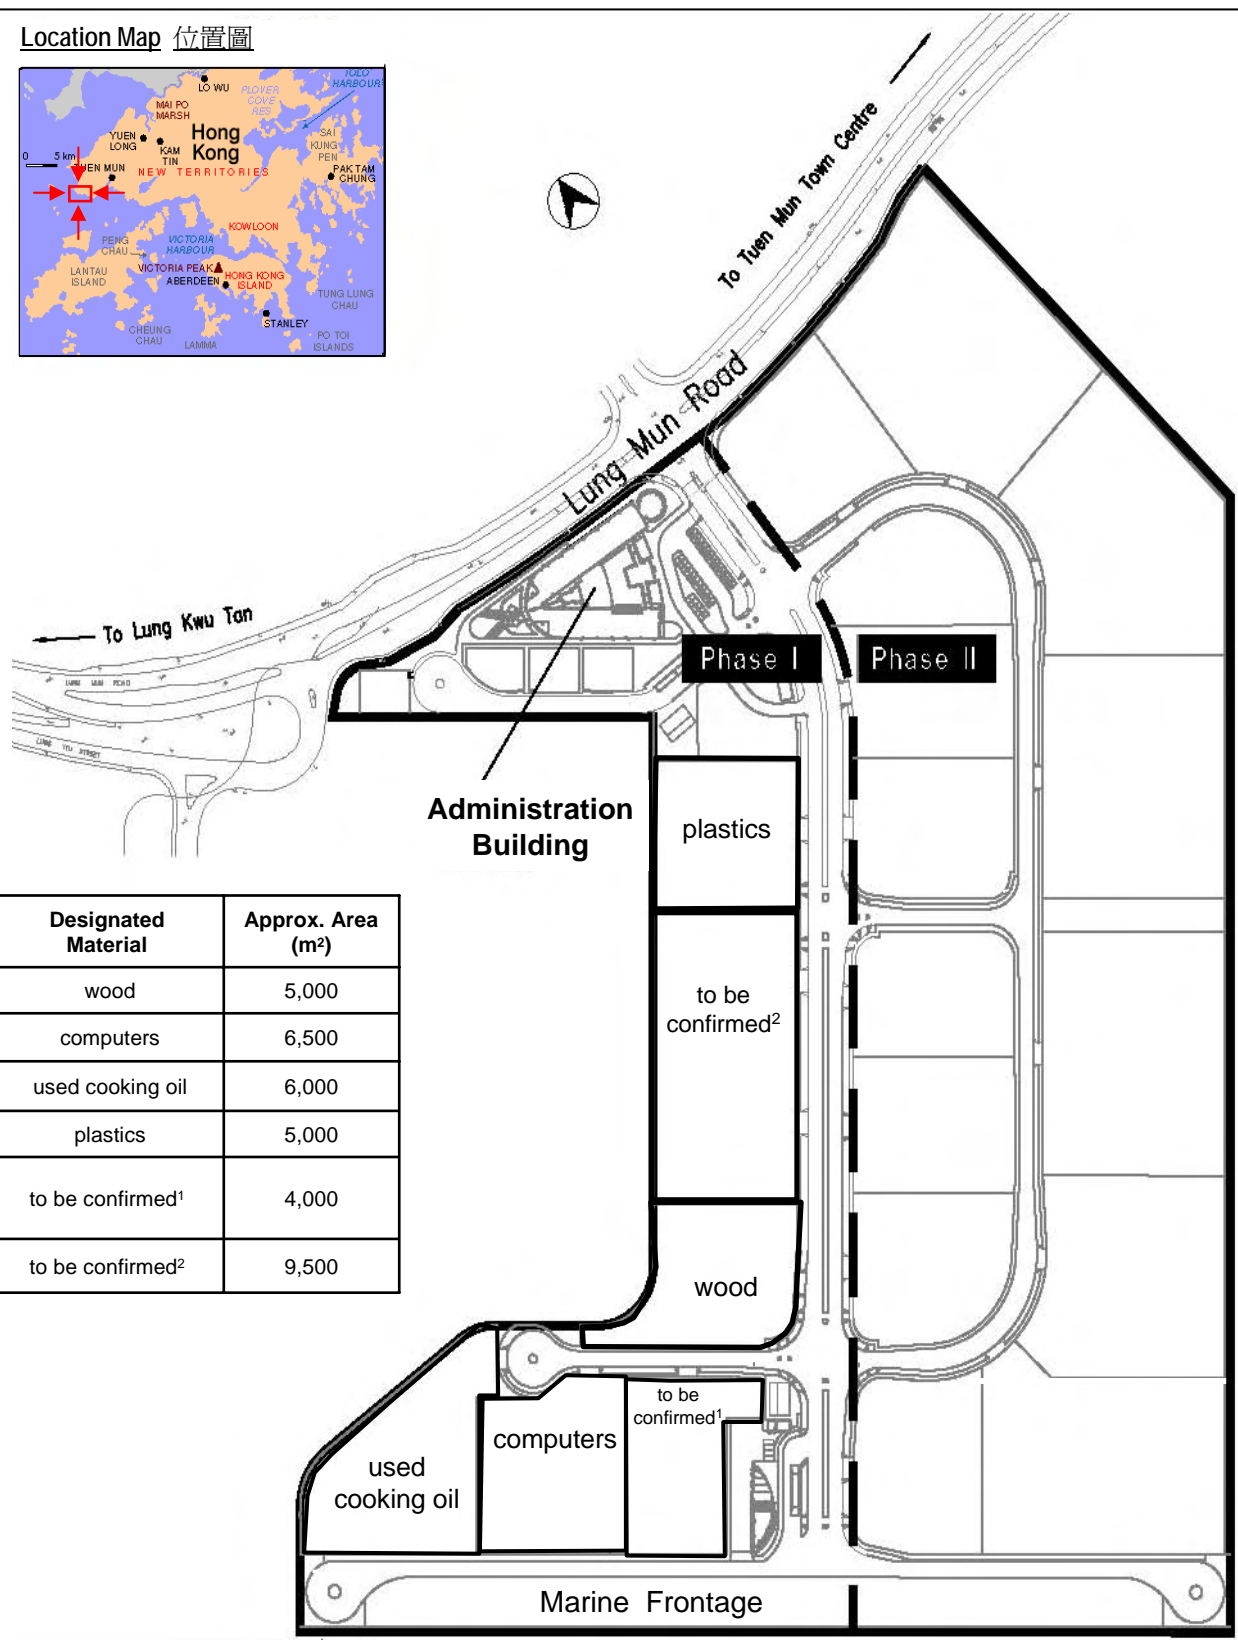 Location Map 位置圖
LO WU
TOLO
HARBOUR
PLOVER
COVE
RES
MAI PO
MARSH
YUEN
LONG
KAM
TIN
Hong
Kong
SAI
KUNG
PEN
0 5 km
TUEN MUN
NEW TERRITORIES
PAK TAM
CHUNG
KOWLOON
PENG
CHAU
VICTORIA
HARBOUR
LANTAU
ISLAND
VICTORIA PEAK
ABERDEEN
HONG KONG
ISLAND
TUNG LUNG
CHAU
STANLEY
CHEUNG
CHAU
LAMMA
PO TOI
ISLANDS
To Tuen Mun Town Centre
Lung Mun Road
To Lung Kwu Tan
LUNG MUN ROAD
Phase I
Phase II
Administration
Building
plastics
to be
confirmed2
wood
to be
confirmed1
computers
used
cooking oil
Marine Frontage
Designated
Material
Approx. Area
(m2)
wood 5,000
computers 6,500
used cooking oil 6,000
plastics 5,000
to be confirmed1 4,000
to be confirmed2 9,500